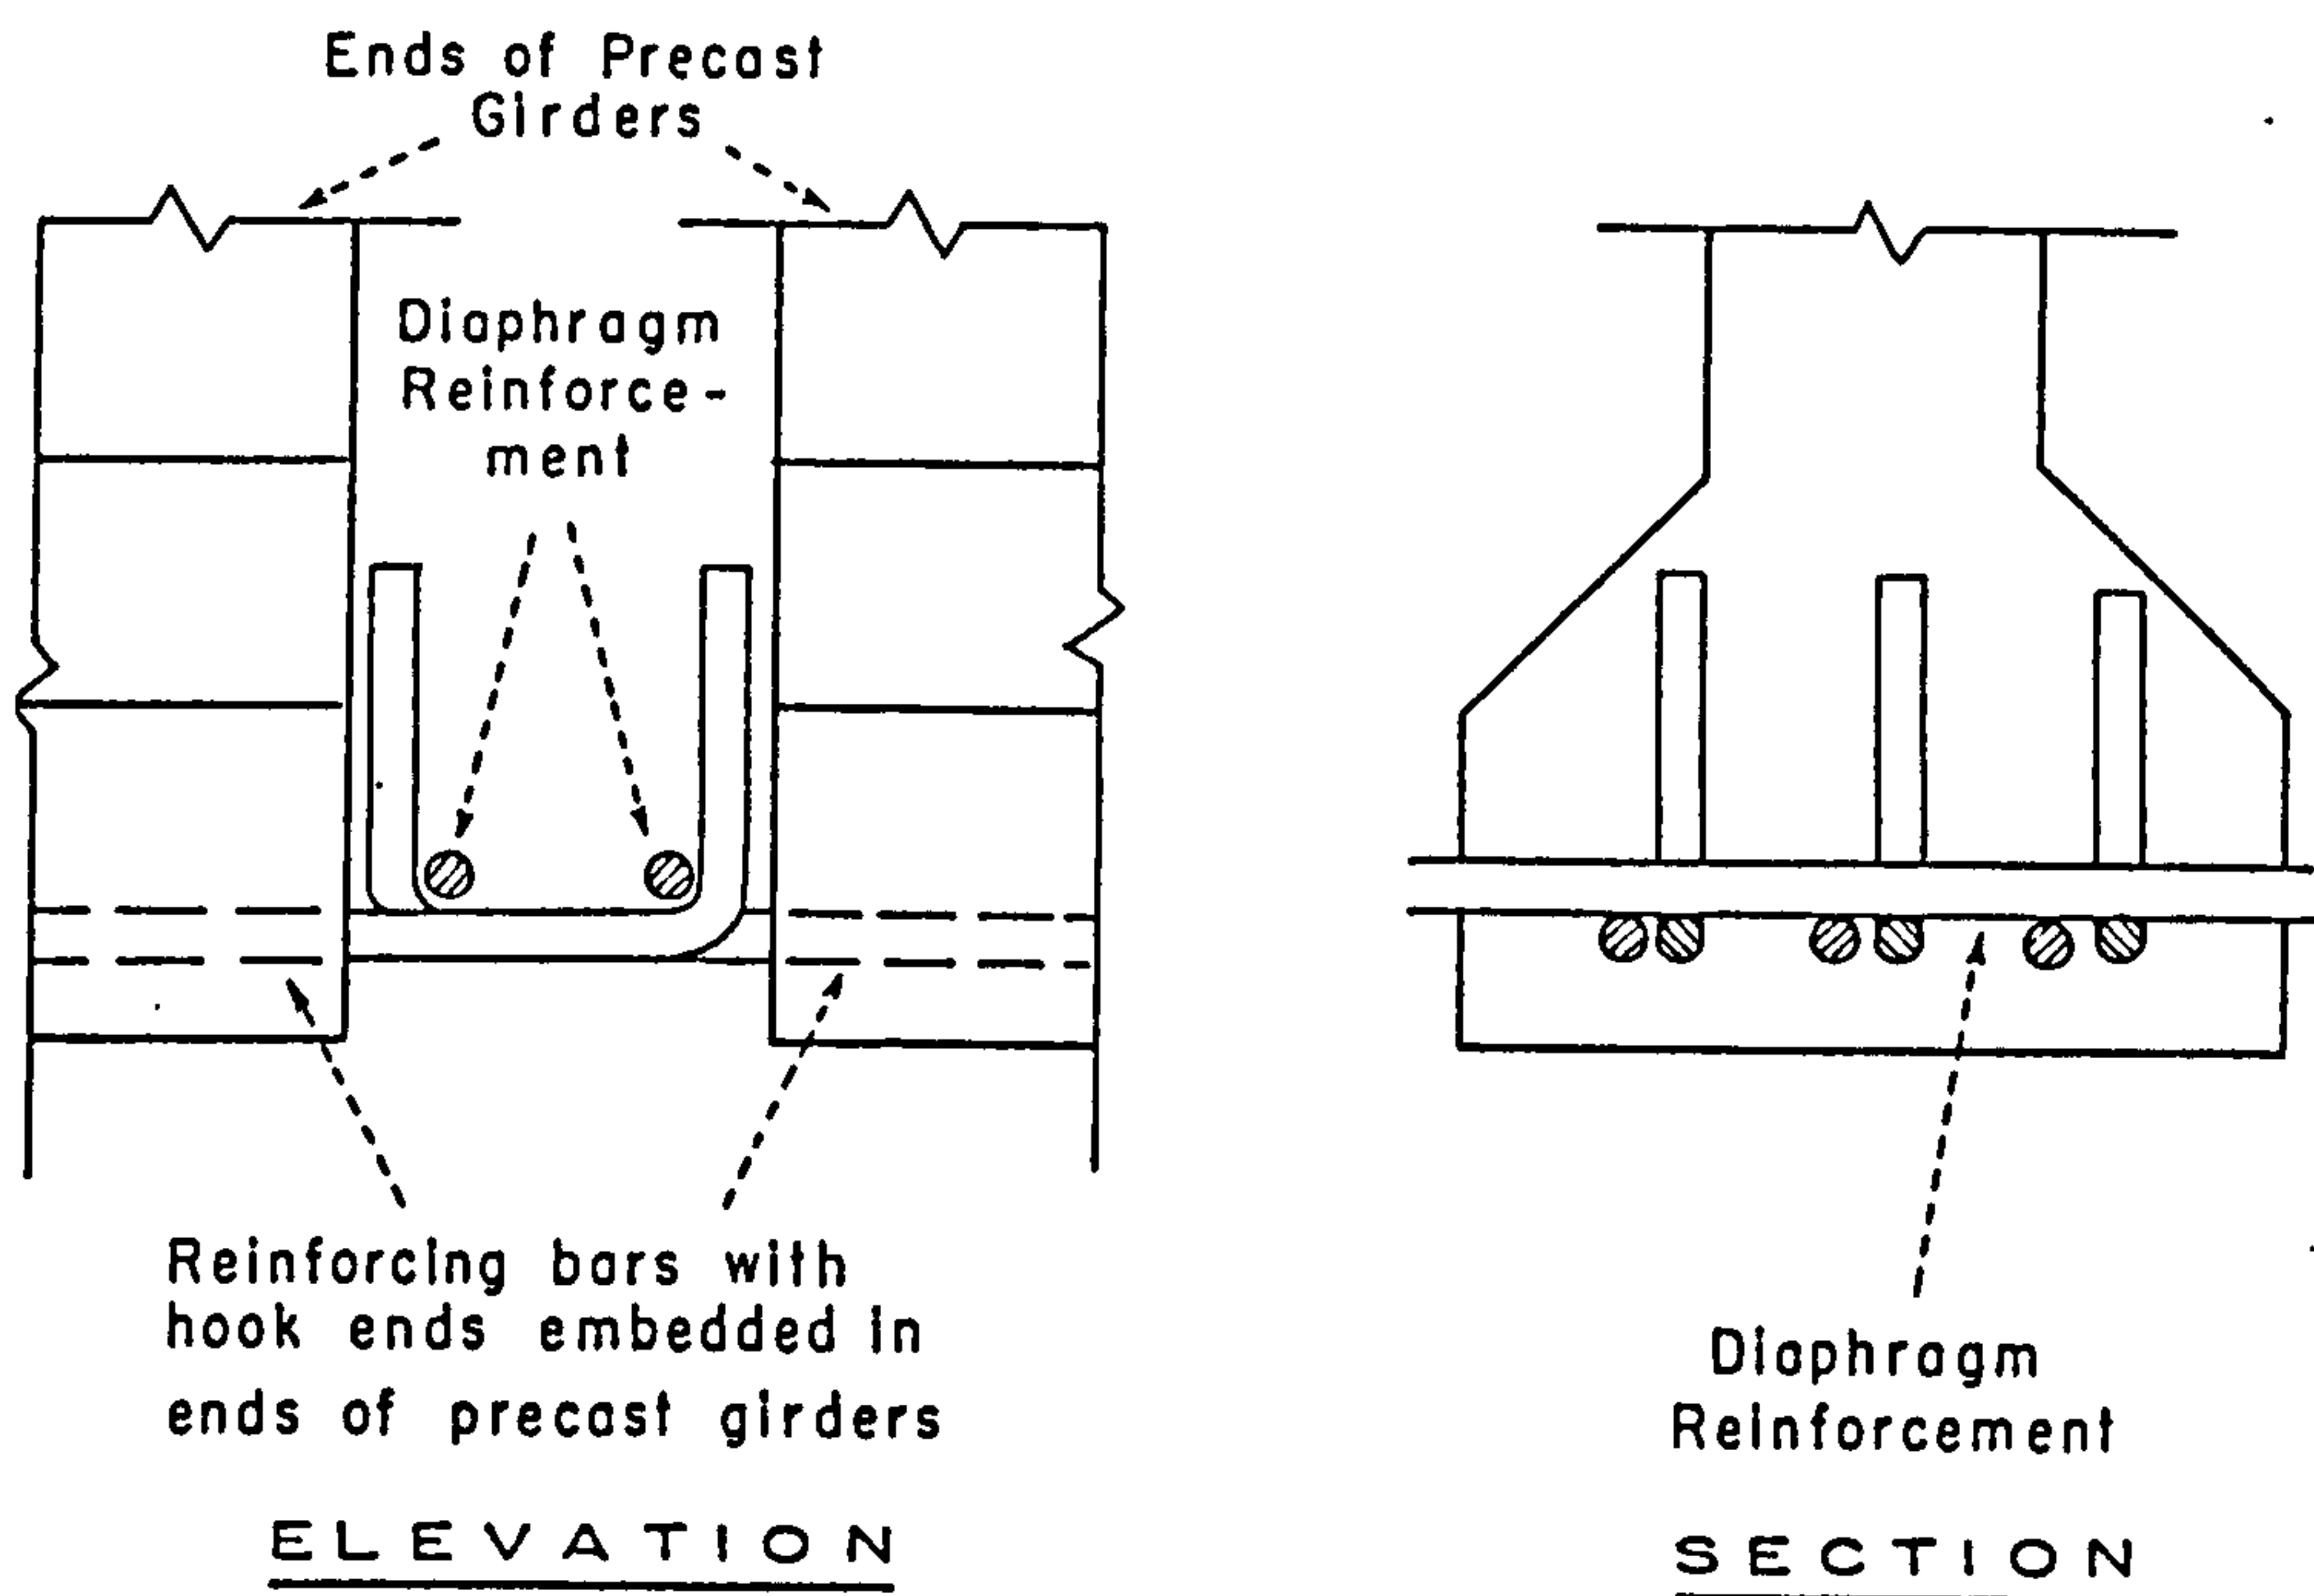 Ends of Precast
Girders
Diaphragm
Reinforce-
ment
Reinforcing bars with
hook ends embedded in
ends of precast girders
ELEVATION
Diaphragm
Reinforcement
SECTION